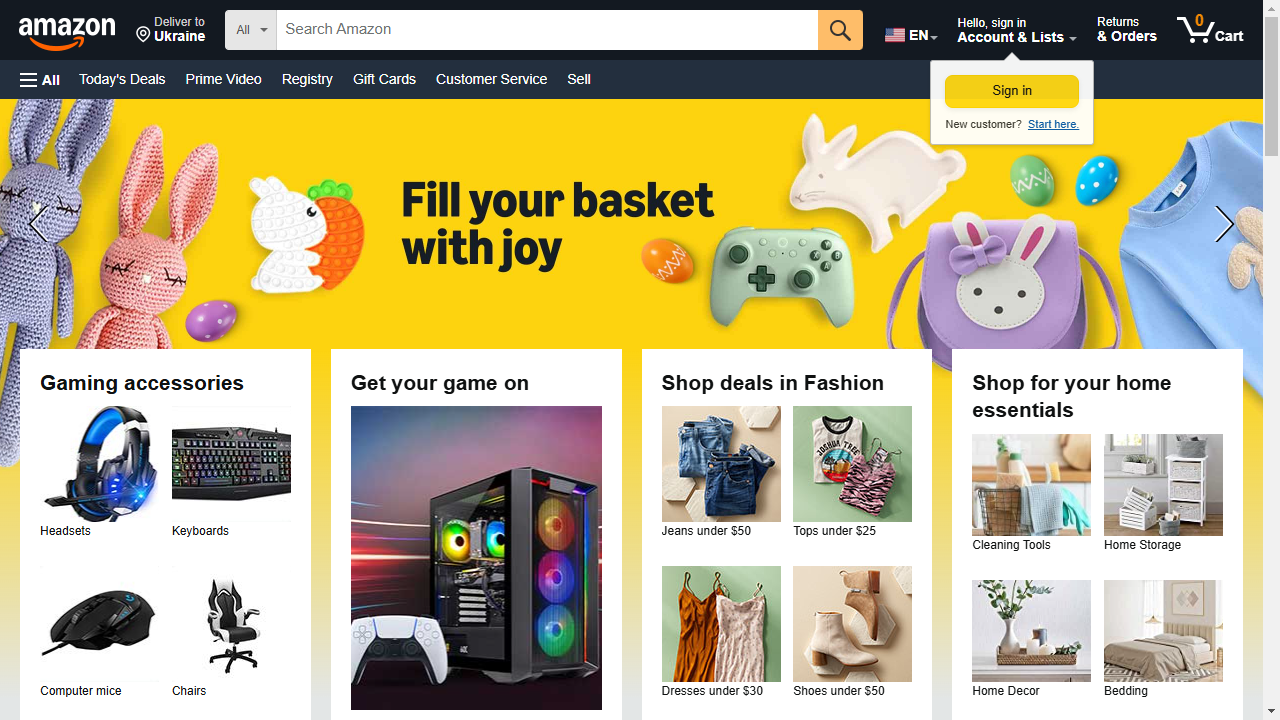 amazon
Deliver to
Ukraine
All
Search Amazon
EN
Hello, sign in
Account & Lists
Returns
& Orders
0
Cart
All
Today's Deals
Prime Video
Registry
Gift Cards
Customer Service
Sell
Sign in
New customer? Start here.
Fill your basket
with joy
X
Y
A
B
Gaming accessories
Headsets
Keyboards
Computer mice
Chairs
Get your game on
Shop deals in Fashion
JOSHUA TREE
Jeans under $50
Tops under $25
Dresses under $30
Shoes under $50
Shop for your home
essentials
Cleaning Tools
Home Storage
Home Decor
Bedding